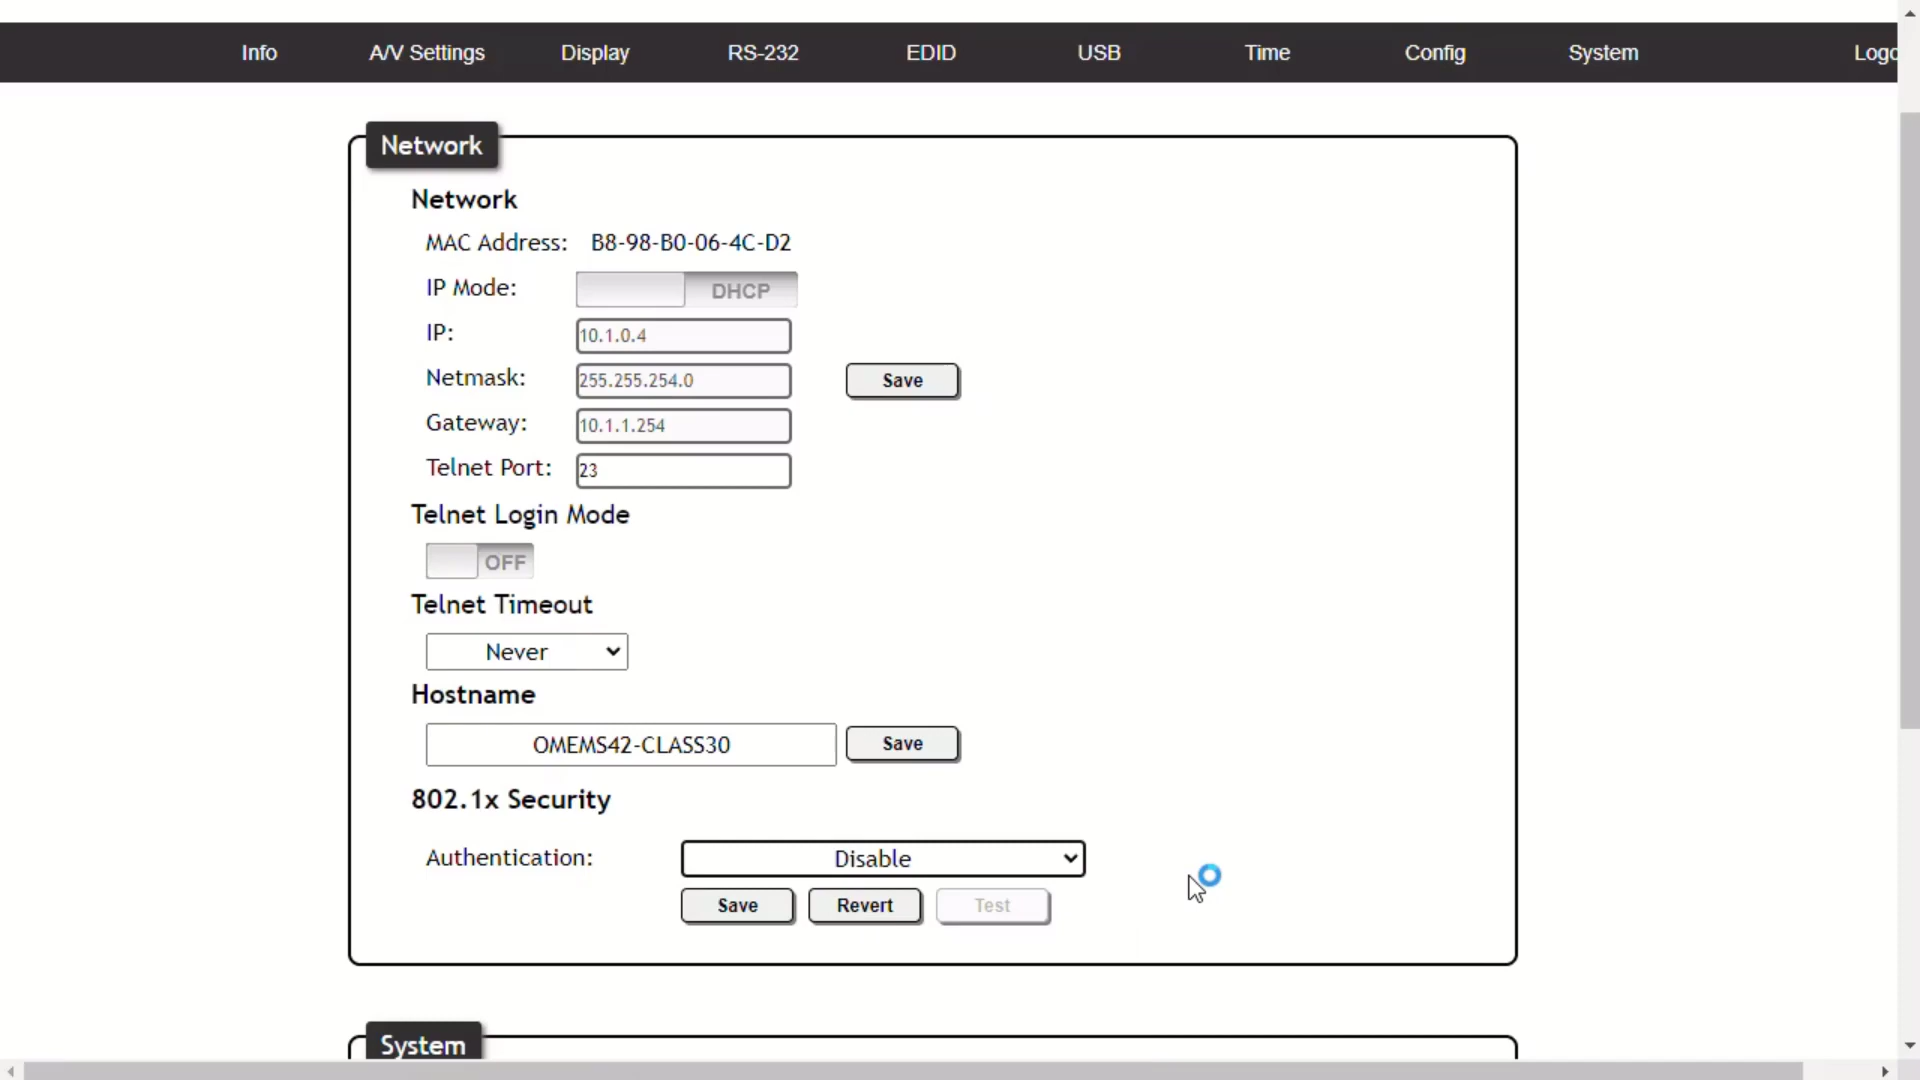 Info A/V Settings Display RS-232 EDID USB Time Config System Logo
Network
Network
MAC Address: B8-98-B0-06-4C-D2
IP Mode: DHCP
IP: 10.1.0.4
Netmask: 255.255.254.0 Save
Gateway: 10.1.1.254
Telnet Port: 23
Telnet Login Mode
OFF
Telnet Timeout
Never
Hostname
OMEMS42-CLASS30 Save
802.1x Security
Authentication: Disable
Save Revert Test
System